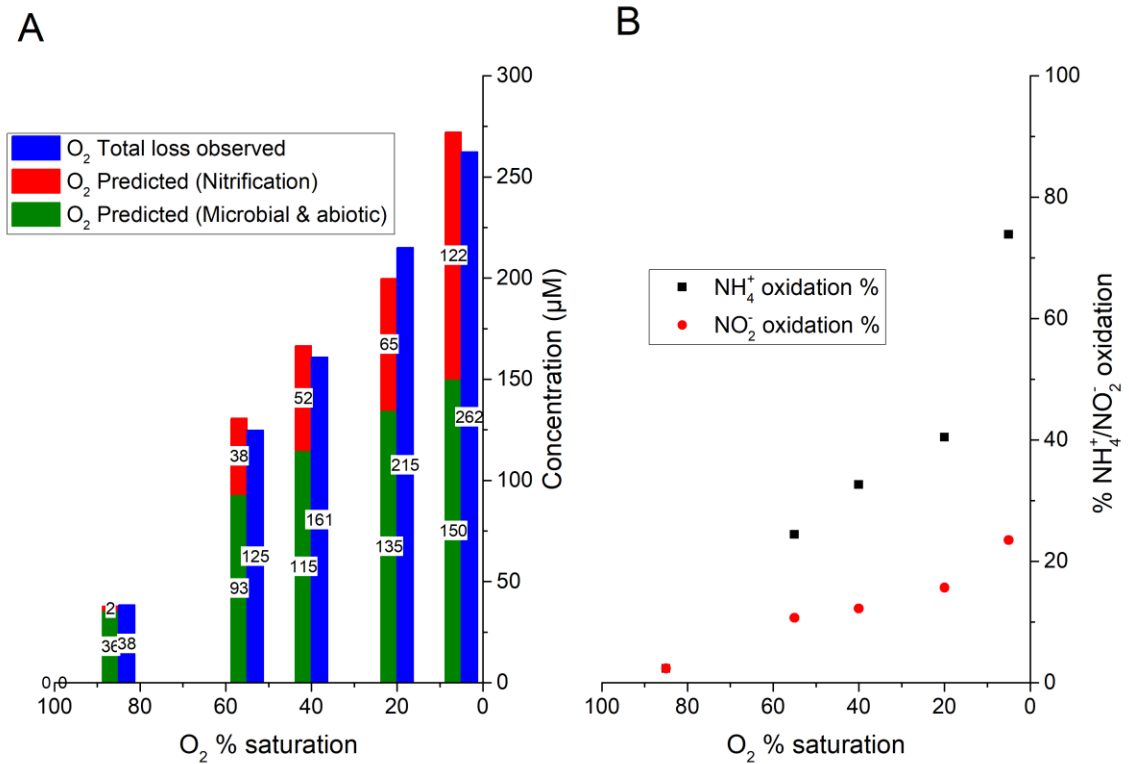 A
O₂ Total loss observed
O₂ Predicted (Nitrification)
O₂ Predicted (Microbial & abiotic)
300
250
200
150
100
50
0
Concentration (µM)
0 0
2
36 38
38
93
125
52
115
161
65
135
215
122
150
262
100 80 60 40 20 0
O₂ % saturation
B
NH₄⁺ oxidation %
NO₂⁻ oxidation %
100
80
60
40
20
0
% NH₄⁺/NO₂⁻ oxidation
100 80 60 40 20 0
O₂ % saturation